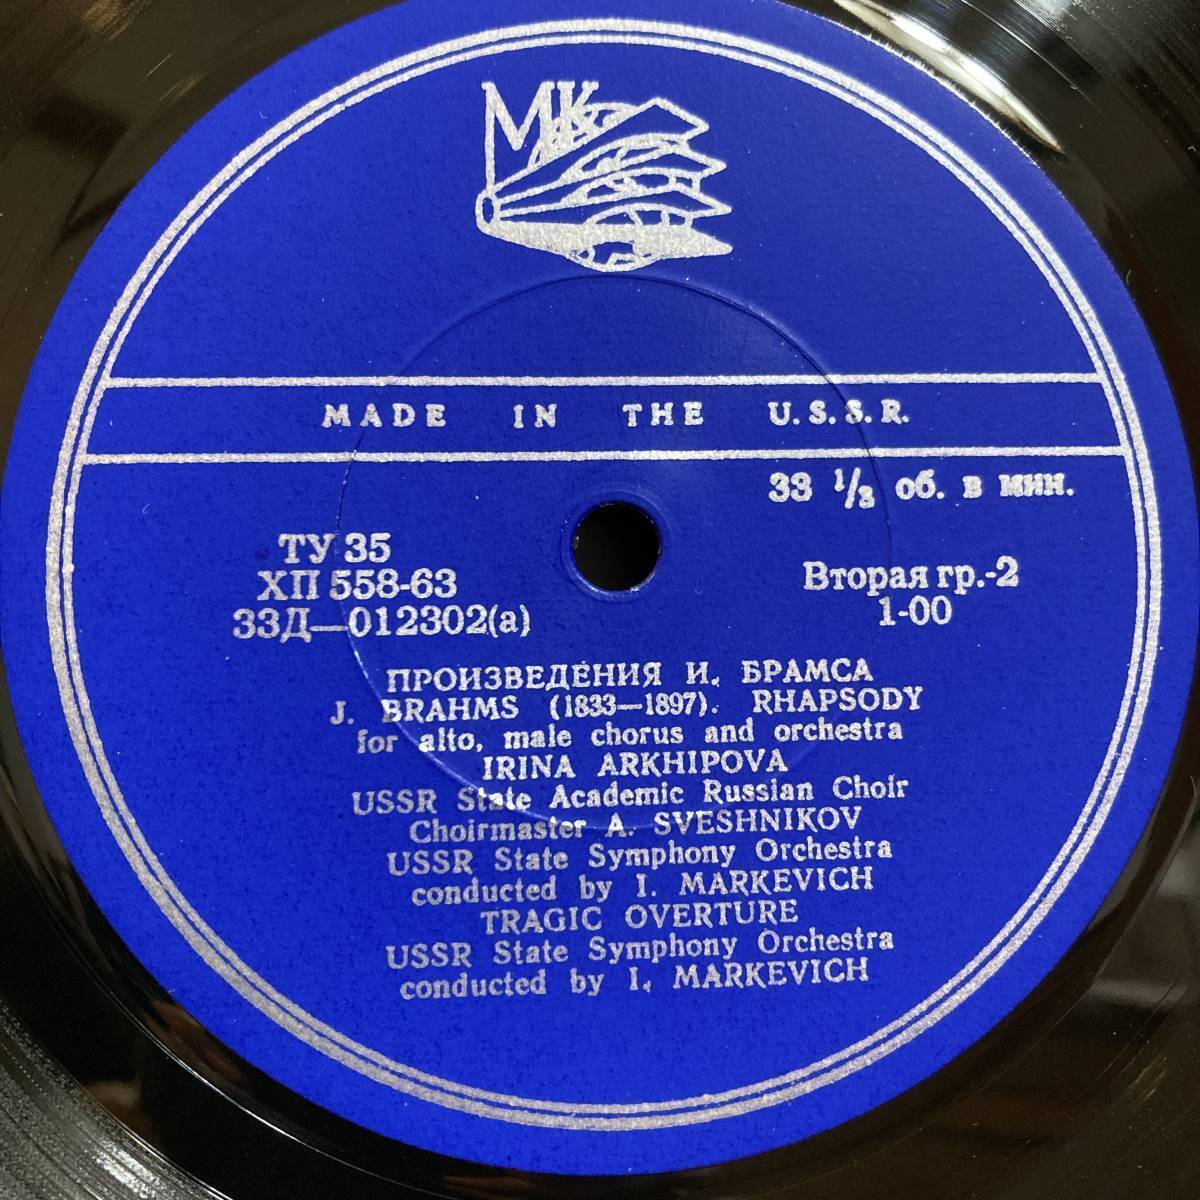 МК
MADE IN THE U.S.S.R.
33 1/3 об. в мин.
ТУ 35
ХП 558-63
33Д—012302(а)
Вторая гр.-2
1-00
ПРОИЗВЕДЕНИЯ И. БРАМСА
J. BRAHMS (1833—1897). RHAPSODY
for alto, male chorus and orchestra
IRINA ARKHIPOVA
USSR State Academic Russian Choir
Choirmaster A. SVESHNIKOV
USSR State Symphony Orchestra
conducted by I. MARKEVICH
TRAGIC OVERTURE
USSR State Symphony Orchestra
conducted by I. MARKEVICH